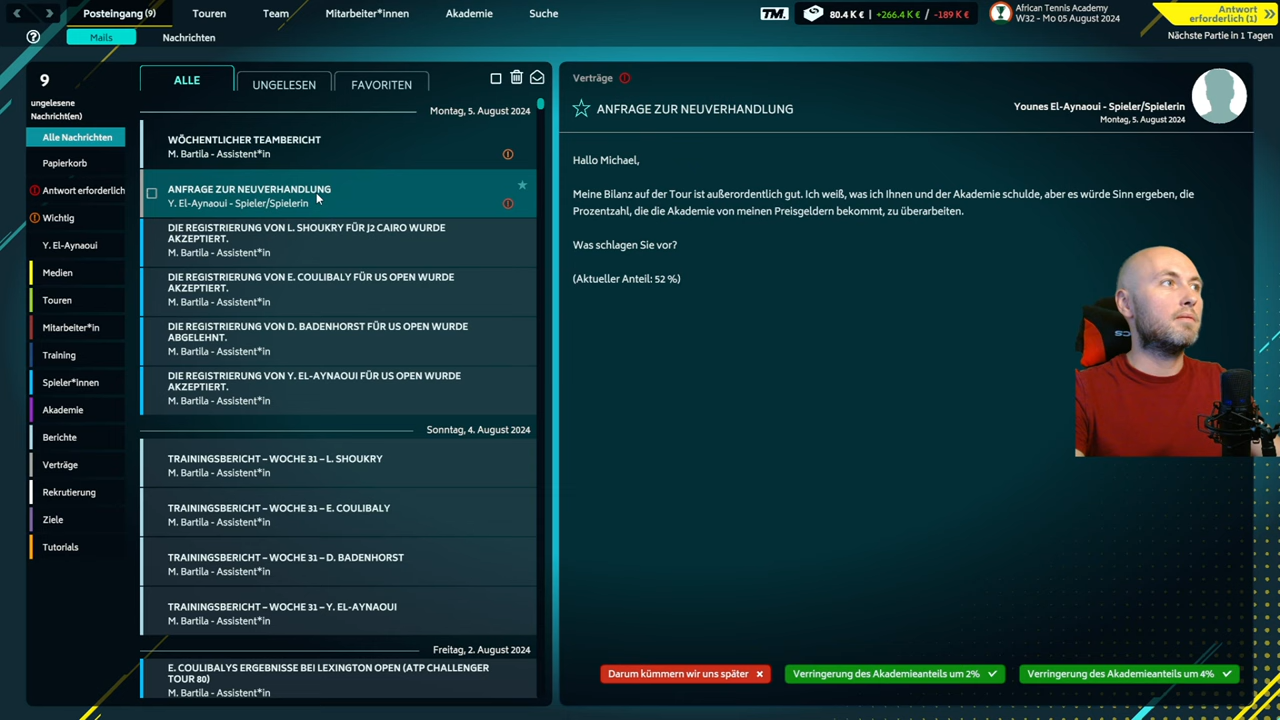 Posteingang (9)
Touren
Team
Mitarbeiter*innen
Akademie
Suche
TM.
80.4 K € | +266.4 K € / -189 K €
African Tennis Academy
W32 - Mo 05 August 2024
Antwort
erforderlich (1)
Nächste Partie in 1 Tagen
Mails
Nachrichten
9
ungelesene
Nachricht(en)
Alle Nachrichten
Papierkorb
Antwort erforderlich
Wichtig
Y. El-Aynaoui
Medien
Touren
Mitarbeiter*in
Training
Spieler*innen
Akademie
Berichte
Verträge
Rekrutierung
Ziele
Tutorials
ALLE
UNGELESEN
FAVORITEN
Montag, 5. August 2024
WÖCHENTLICHER TEAMBERICHT
M. Bartila - Assistent*in
ANFRAGE ZUR NEUVERHANDLUNG
Y. El-Aynaoui - Spieler/Spielerin
DIE REGISTRIERUNG VON L. SHOUKRY FÜR J2 CAIRO WURDE
AKZEPTIERT.
M. Bartila - Assistent*in
DIE REGISTRIERUNG VON E. COULIBALY FÜR US OPEN WURDE
AKZEPTIERT.
M. Bartila - Assistent*in
DIE REGISTRIERUNG VON D. BADENHORST FÜR US OPEN WURDE
ABGELEHNT.
M. Bartila - Assistent*in
DIE REGISTRIERUNG VON Y. EL-AYNAOUI FÜR US OPEN WURDE
AKZEPTIERT.
M. Bartila - Assistent*in
Sonntag, 4. August 2024
TRAININGSBERICHT – WOCHE 31 – L. SHOUKRY
M. Bartila - Assistent*in
TRAININGSBERICHT – WOCHE 31 – E. COULIBALY
M. Bartila - Assistent*in
TRAININGSBERICHT – WOCHE 31 – D. BADENHORST
M. Bartila - Assistent*in
TRAININGSBERICHT – WOCHE 31 – Y. EL-AYNAOUI
M. Bartila - Assistent*in
Freitag, 2. August 2024
E. COULIBALYS ERGEBNISSE BEI LEXINGTON OPEN (ATP CHALLENGER
TOUR 80)
M. Bartila - Assistent*in
Verträge
ANFRAGE ZUR NEUVERHANDLUNG
Younes El-Aynaoui - Spieler/Spielerin
Montag, 5. August 2024
Hallo Michael,
Meine Bilanz auf der Tour ist außerordentlich gut. Ich weiß, was ich Ihnen und der Akademie schulde, aber es würde Sinn ergeben, die
Prozentzahl, die die Akademie von meinen Preisgeldern bekommt, zu überarbeiten.
Was schlagen Sie vor?
(Aktueller Anteil: 52 %)
Darum kümmern wir uns später
Verringerung des Akademieanteils um 2%
Verringerung des Akademieanteils um 4%